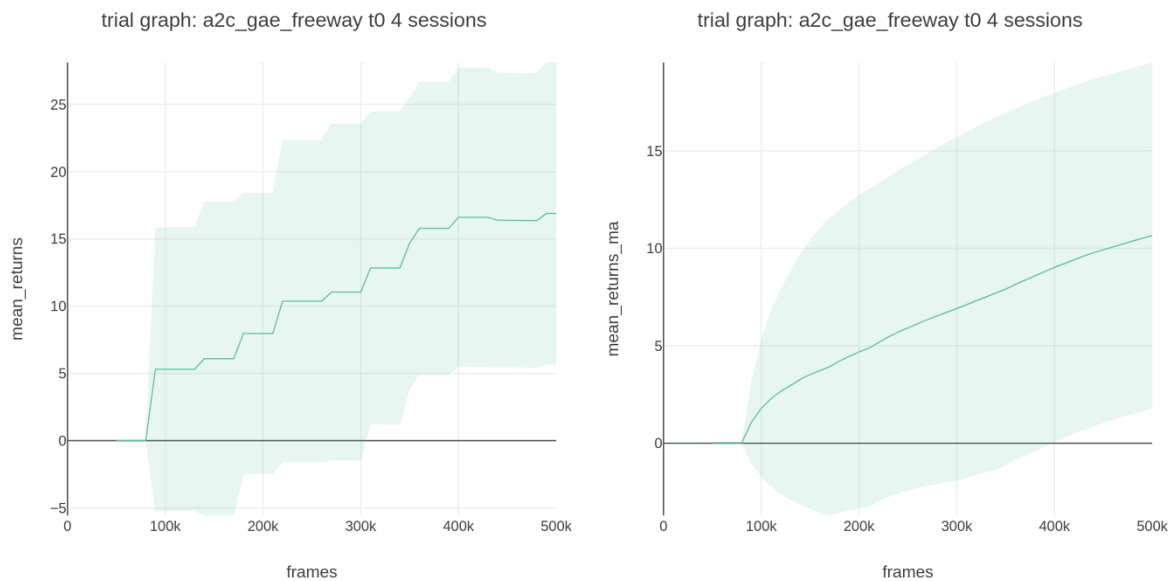 trial graph: a2c_gae_freeway t0 4 sessions
mean_returns
25
20
15
10
5
0
−5
0
100k
200k
300k
400k
500k
frames
trial graph: a2c_gae_freeway t0 4 sessions
mean_returns_ma
15
10
5
0
0
100k
200k
300k
400k
500k
frames